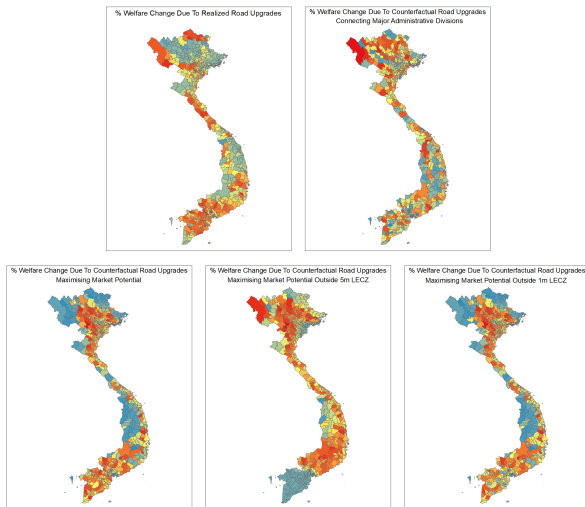 % Welfare Change Due To Realized Road Upgrades
% Welfare Change Due To Counterfactual Road Upgrades
Connecting Major Administrative Divisions
% Welfare Change Due To Counterfactual Road Upgrades
Maximising Market Potential
% Welfare Change Due To Counterfactual Road Upgrades
Maximising Market Potential Outside 5m LECZ
% Welfare Change Due To Counterfactual Road Upgrades
Maximising Market Potential Outside 1m LECZ